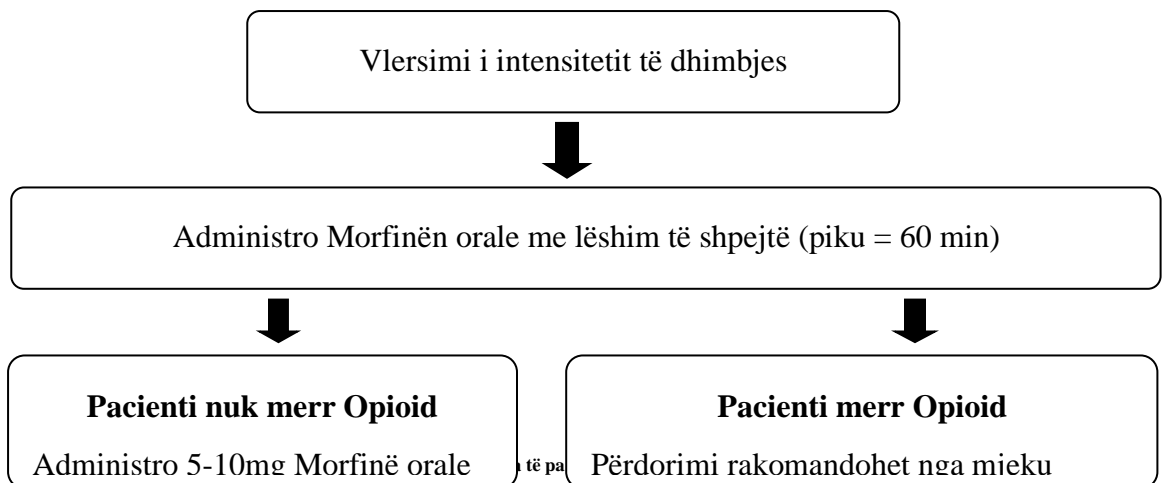 Vlersimi i intensitetit të dhimbjes
Administro Morfinën orale me lëshim të shpejtë (piku = 60 min)
Pacienti nuk merr Opioid
Administro 5-10mg Morfinë orale
Pacienti merr Opioid
Përdorimi rakomandohet nga mjeku
të